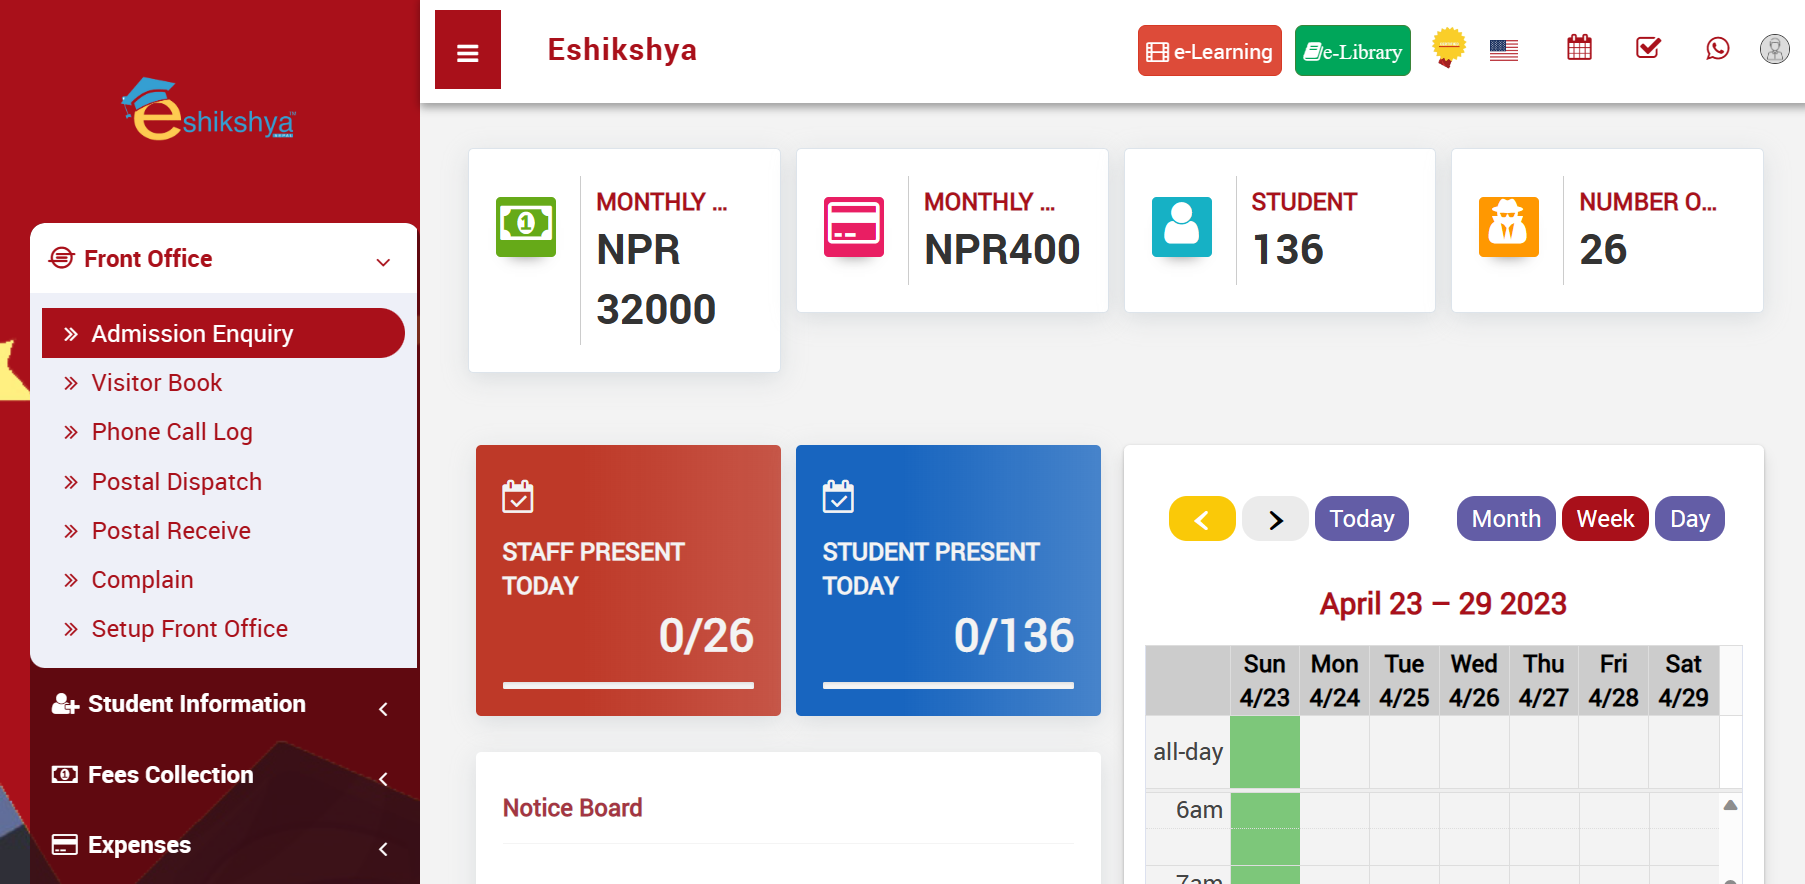 eshikshya™
Front Office
Admission Enquiry
Visitor Book
Phone Call Log
Postal Dispatch
Postal Receive
Complain
Setup Front Office
Student Information
Fees Collection
Expenses
Eshikshya
e-Learning
e-Library
MONTHLY ...
NPR
32000
MONTHLY ...
NPR400
STUDENT
136
NUMBER O...
26
STAFF PRESENT
TODAY
0/26
STUDENT PRESENT
TODAY
0/136
Notice Board
Today
Month
Week
Day
April 23 – 29 2023
Sun Mon Tue Wed Thu Fri Sat
4/23 4/24 4/25 4/26 4/27 4/28 4/29
all-day
6am
7am